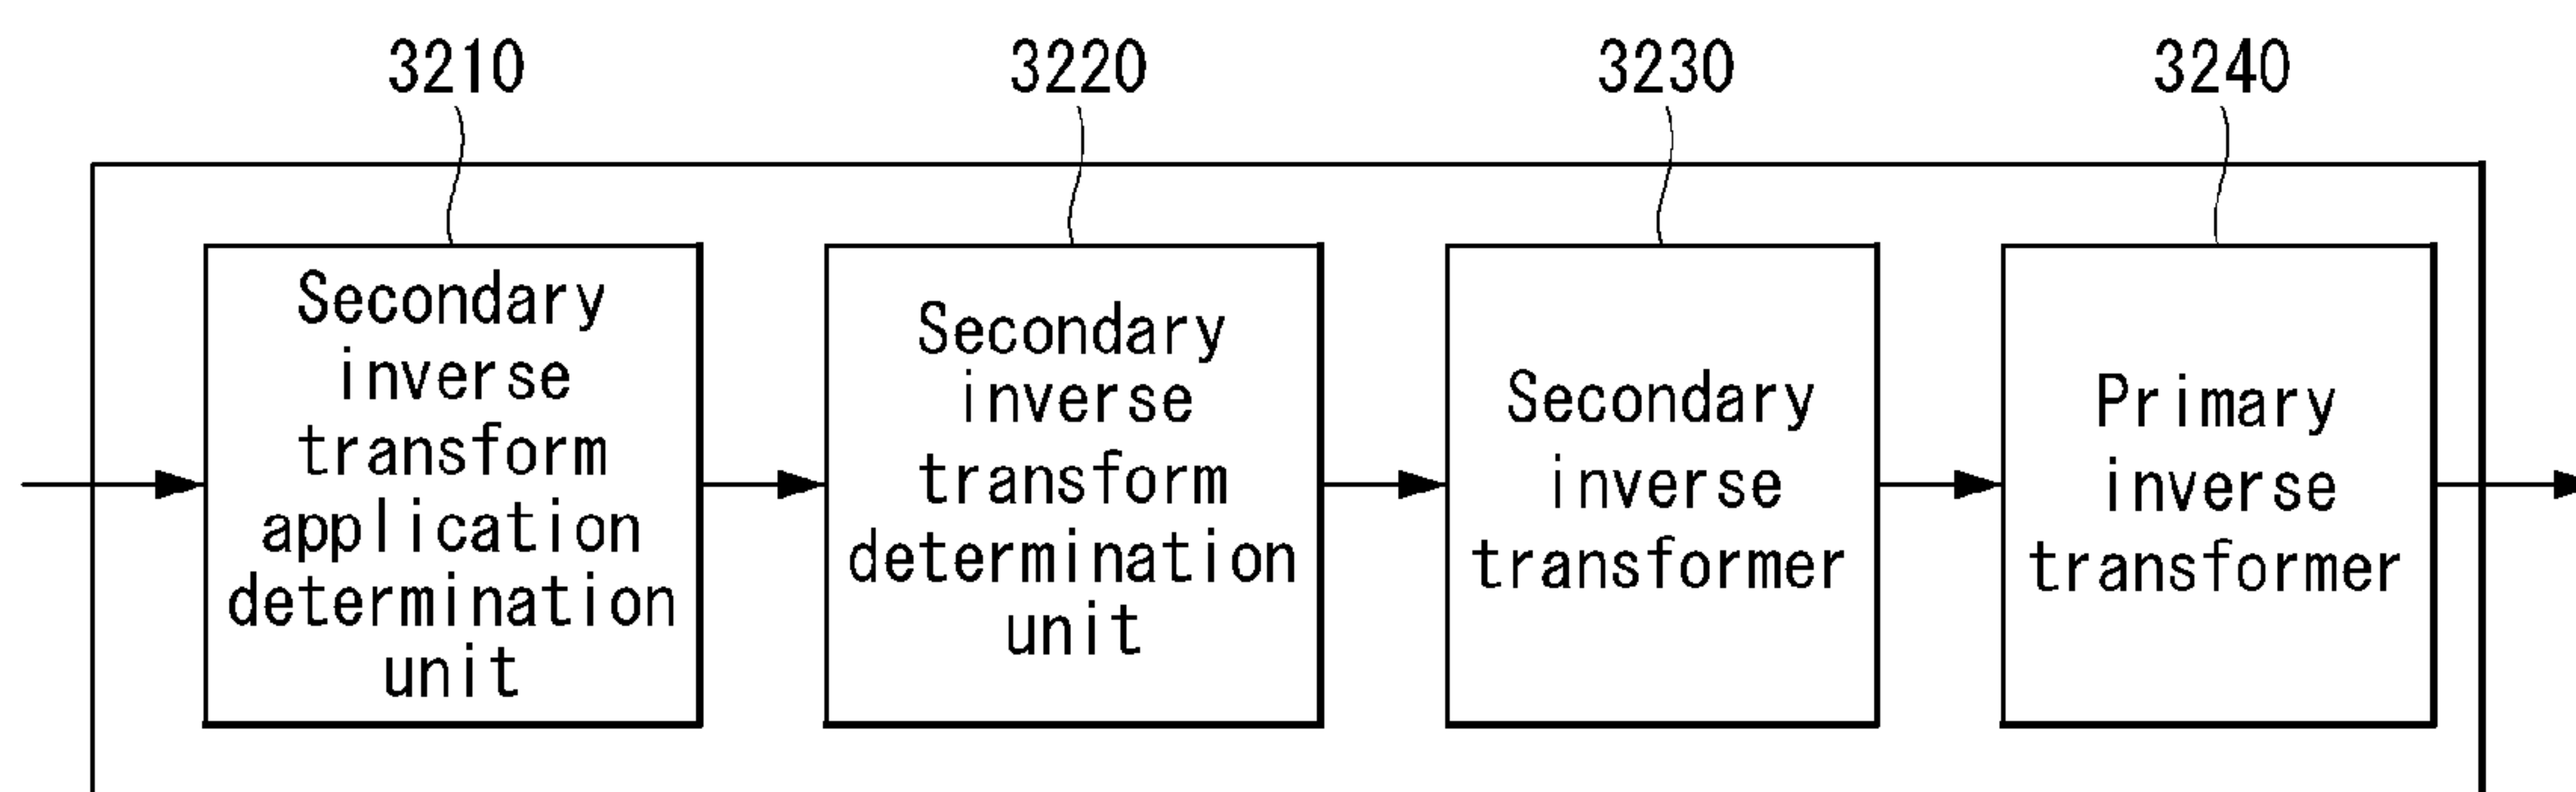 3210
3220
3230
3240
Secondary
inverse
transform
application
determination
unit
Secondary
inverse
transform
determination
unit
Secondary
inverse
transformer
Primary
inverse
transformer